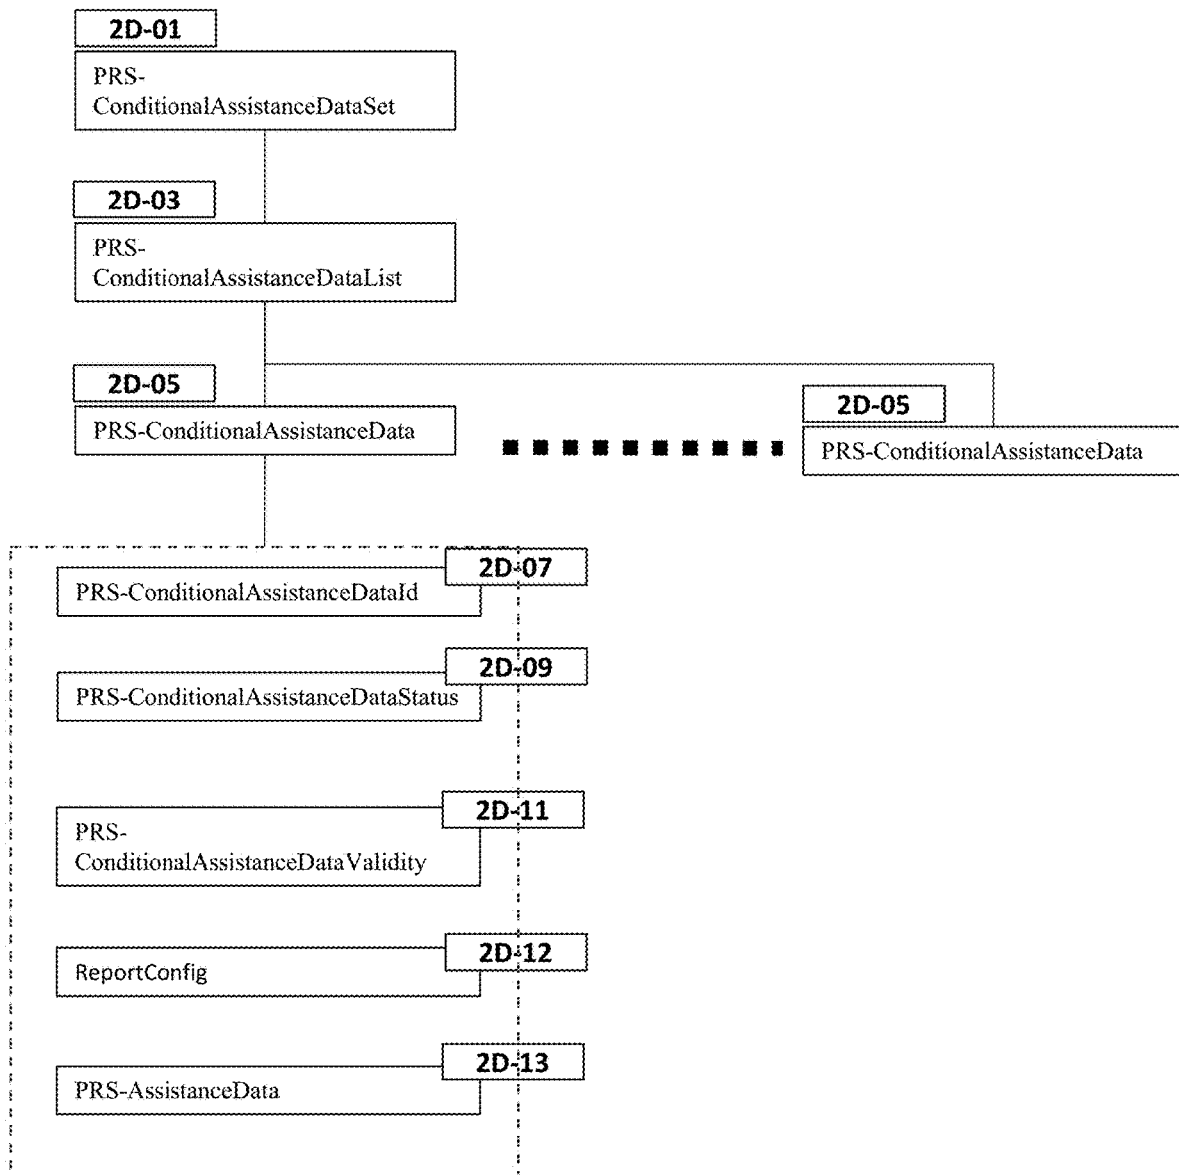 2D-01
PRS-
ConditionalAssistanceDataSet
2D-03
PRS-
ConditionalAssistanceDataList
2D-05
PRS-ConditionalAssistanceData
2D-05
PRS-ConditionalAssistanceData
2D-07
PRS-ConditionalAssistanceDataId
2D-09
PRS-ConditionalAssistanceDataStatus
2D-11
PRS-
ConditionalAssistanceDataValidity
2D-12
ReportConfig
2D-13
PRS-AssistanceData